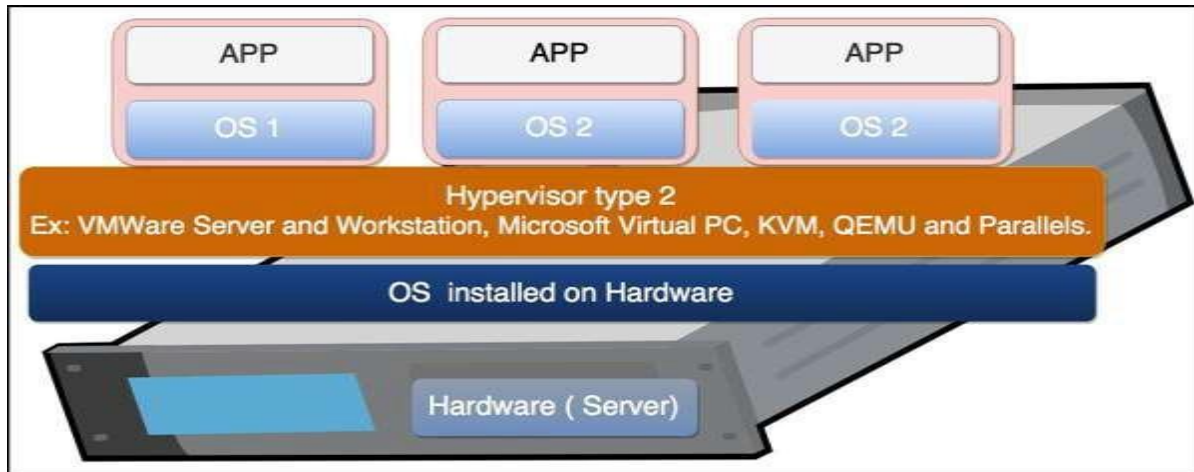 APP
APP
APP
OS 1
OS 2
OS 2
Hypervisor type 2
Ex: VMWare Server and Workstation, Microsoft Virtual PC, KVM, QEMU and Parallels.
OS installed on Hardware
Hardware ( Server)